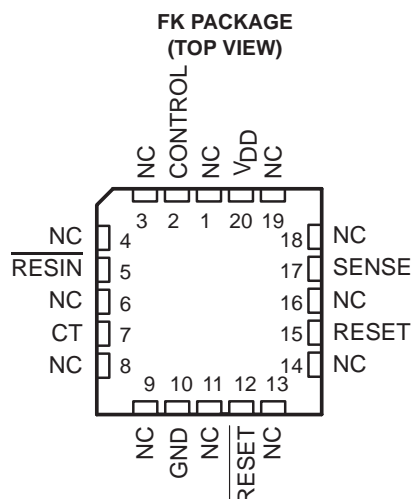 FK PACKAGE
(TOP VIEW)
NC
CONTROL
NC
VDD
NC
3 2 1 20 19
NC 4 18 NC
RESIN 5 17 SENSE
NC 6 16 NC
CT 7 15 RESET
NC 8 14 NC
9 10 11 12 13
NC
GND
NC
RESET
NC